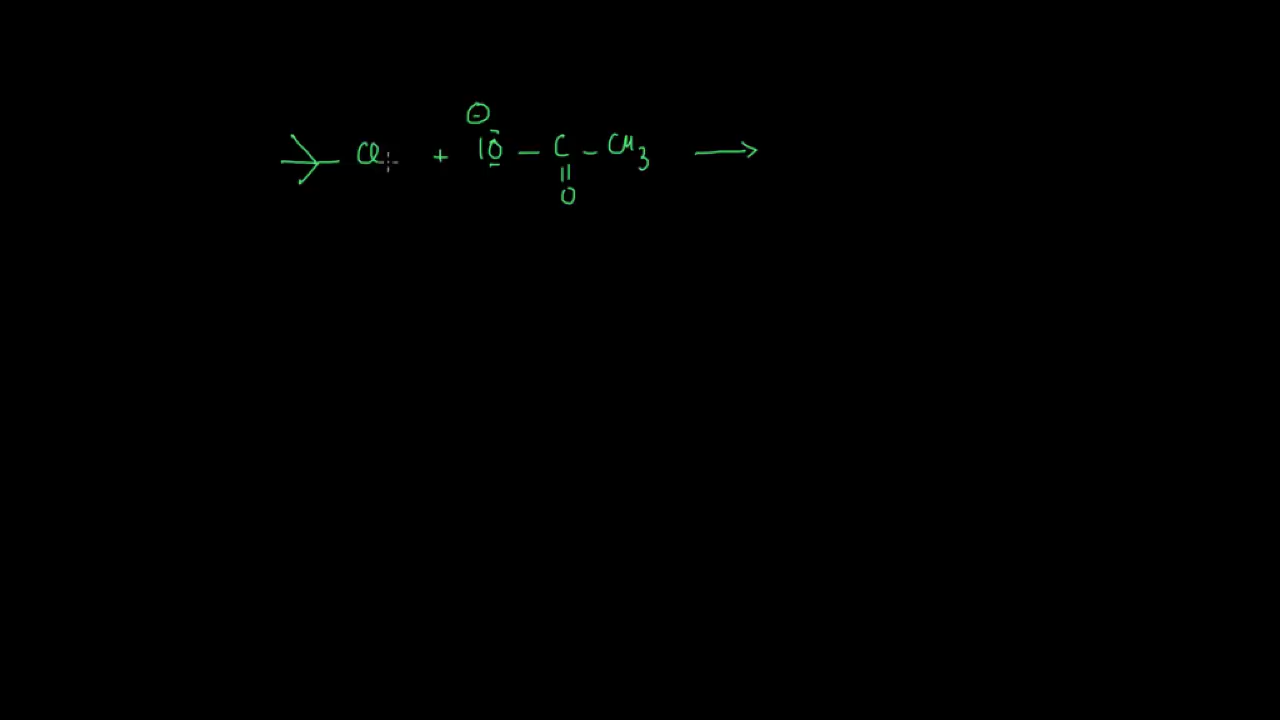 ⊖
Cl + |O̲̅ — C – CH3 ⟶
||
O